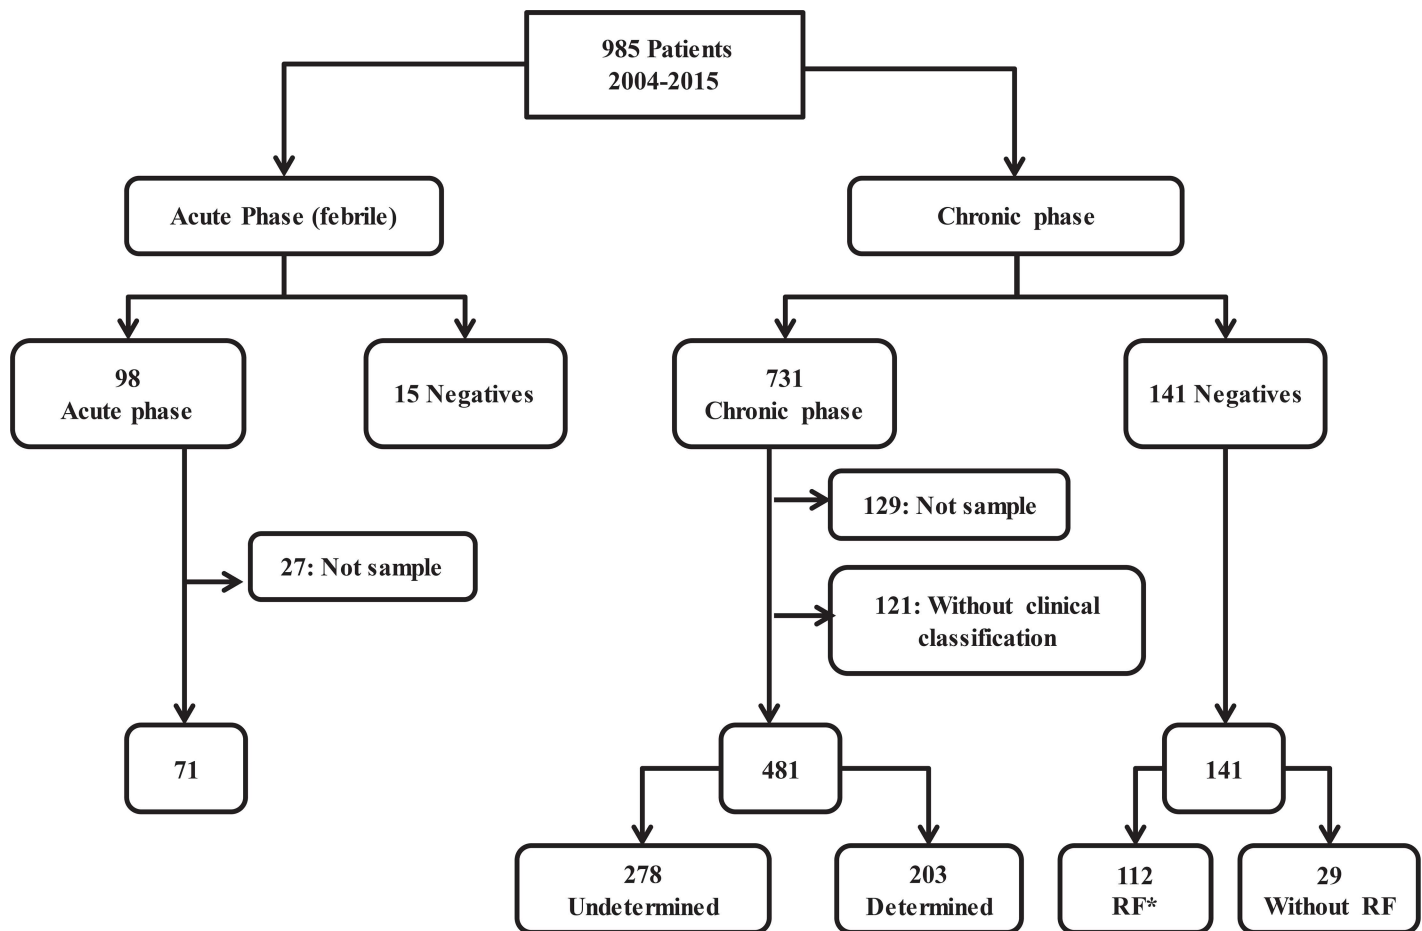 985 Patients
2004-2015
Acute Phase (febrile)
Chronic phase
98
Acute phase
15 Negatives
731
Chronic phase
141 Negatives
129: Not sample
27: Not sample
121: Without clinical
classification
71
481
141
278
Undetermined
203
Determined
112
RF*
29
Without RF